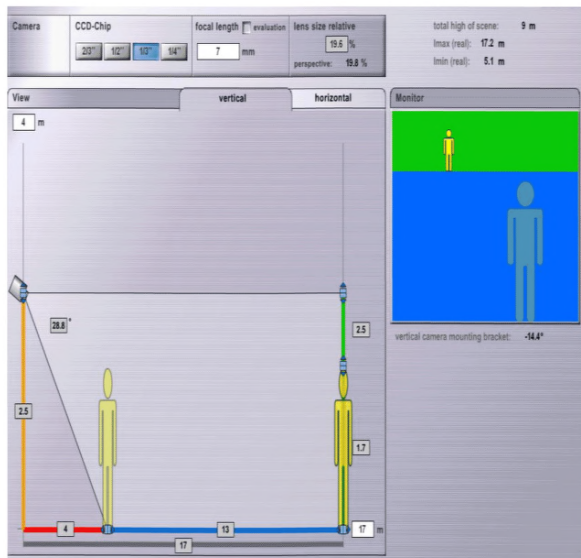 Camera
CCD-Chip
2/3"
1/2"
1/3"
1/4"
focal length
evaluation
7
mm
lens size relative
19.6
%
perspective: 19.8 %
total high of scene: 9 m
Imax (real): 17.2 m
Imin (real): 5.1 m
View
vertical
horizontal
Monitor
4
m
28.8
°
2.5
2.5
1.7
4
13
17
m
17
vertical camera mounting bracket: -14.4°